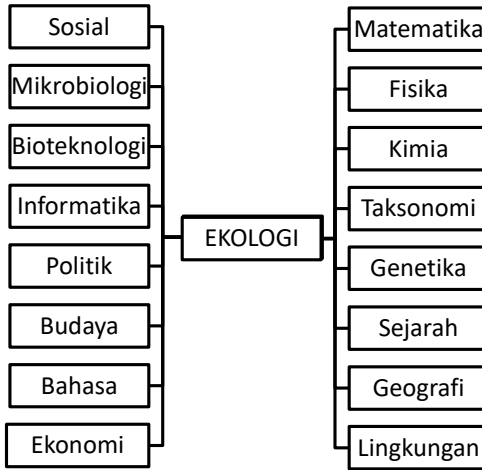 Sosial
Mikrobiologi
Bioteknologi
Informatika
Politik
Budaya
Bahasa
Ekonomi
EKOLOGI
Matematika
Fisika
Kimia
Taksonomi
Genetika
Sejarah
Geografi
Lingkungan